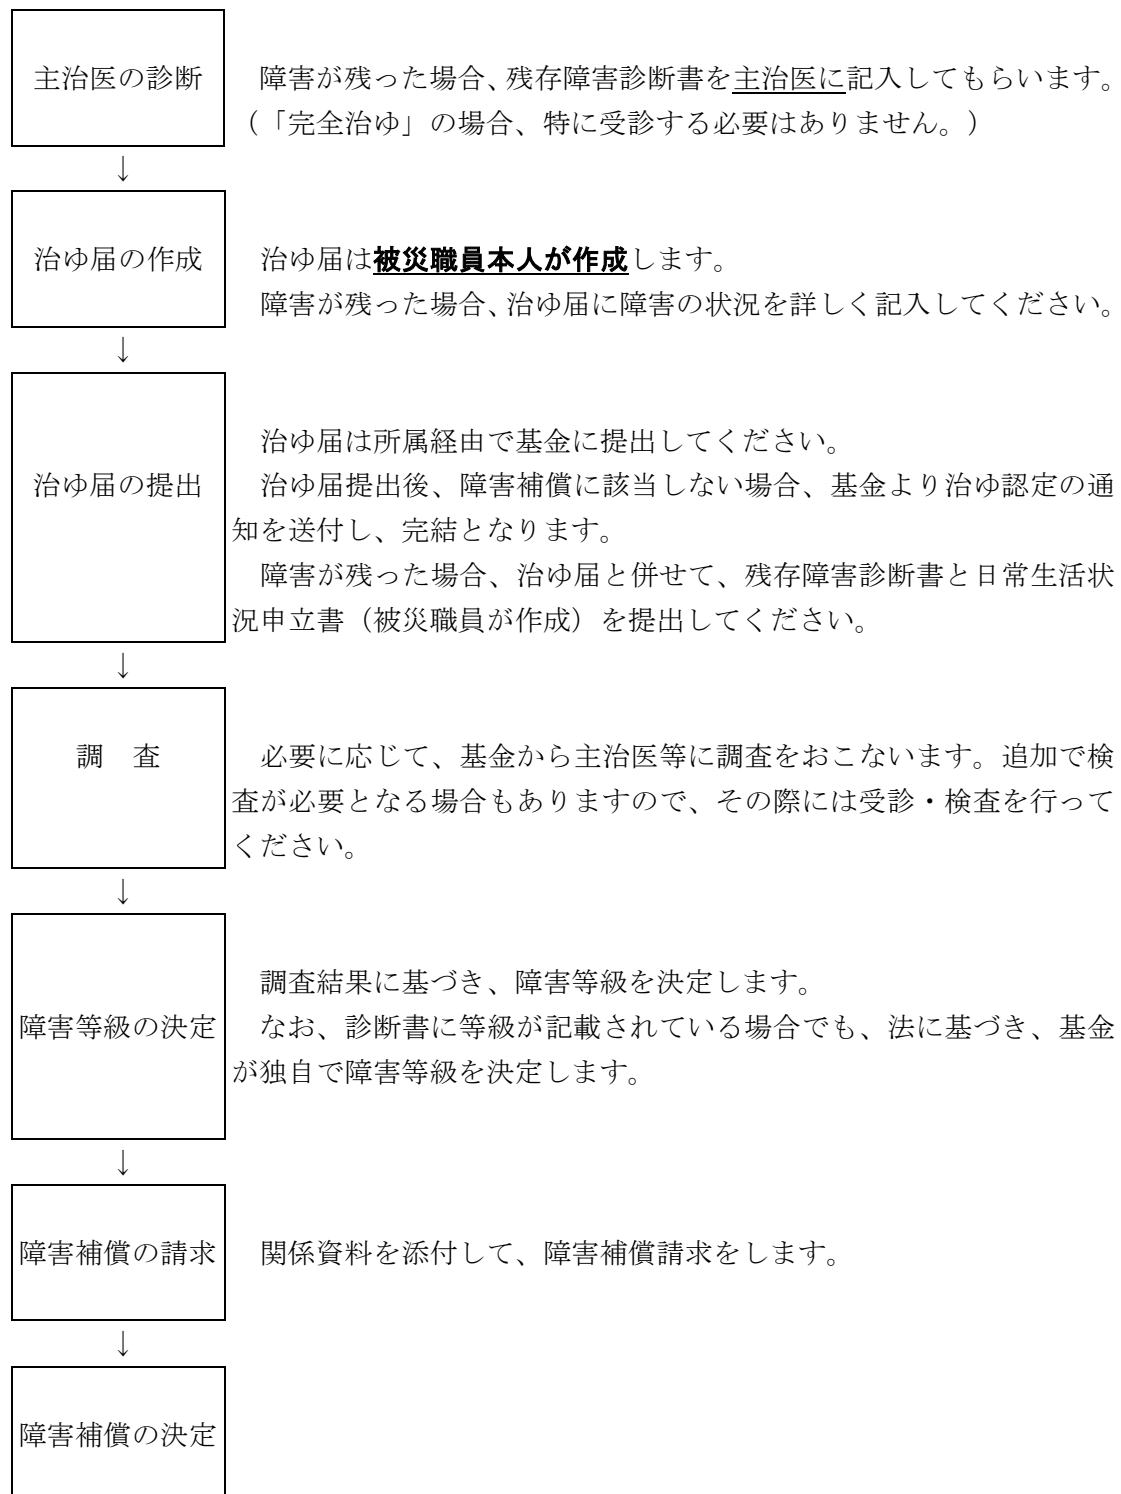 主治医の診断
障害が残った場合、残存障害診断書を主治医に記入してもらいます。
（「完全治ゆ」の場合、特に受診する必要はありません。）
↓
治ゆ届の作成
治ゆ届は被災職員本人が作成します。
障害が残った場合、治ゆ届に障害の状況を詳しく記入してください。
↓
治ゆ届の提出
治ゆ届は所属経由で基金に提出してください。
治ゆ届提出後、障害補償に該当しない場合、基金より治ゆ認定の通
知を送付し、完結となります。
障害が残った場合、治ゆ届と併せて、残存障害診断書と日常生活状
況申立書（被災職員が作成）を提出してください。
↓
調　査
必要に応じて、基金から主治医等に調査をおこないます。追加で検
査が必要となる場合もありますので、その際には受診・検査を行って
ください。
↓
障害等級の決定
調査結果に基づき、障害等級を決定します。
なお、診断書に等級が記載されている場合でも、法に基づき、基金
が独自で障害等級を決定します。
↓
障害補償の請求
関係資料を添付して、障害補償請求をします。
↓
障害補償の決定